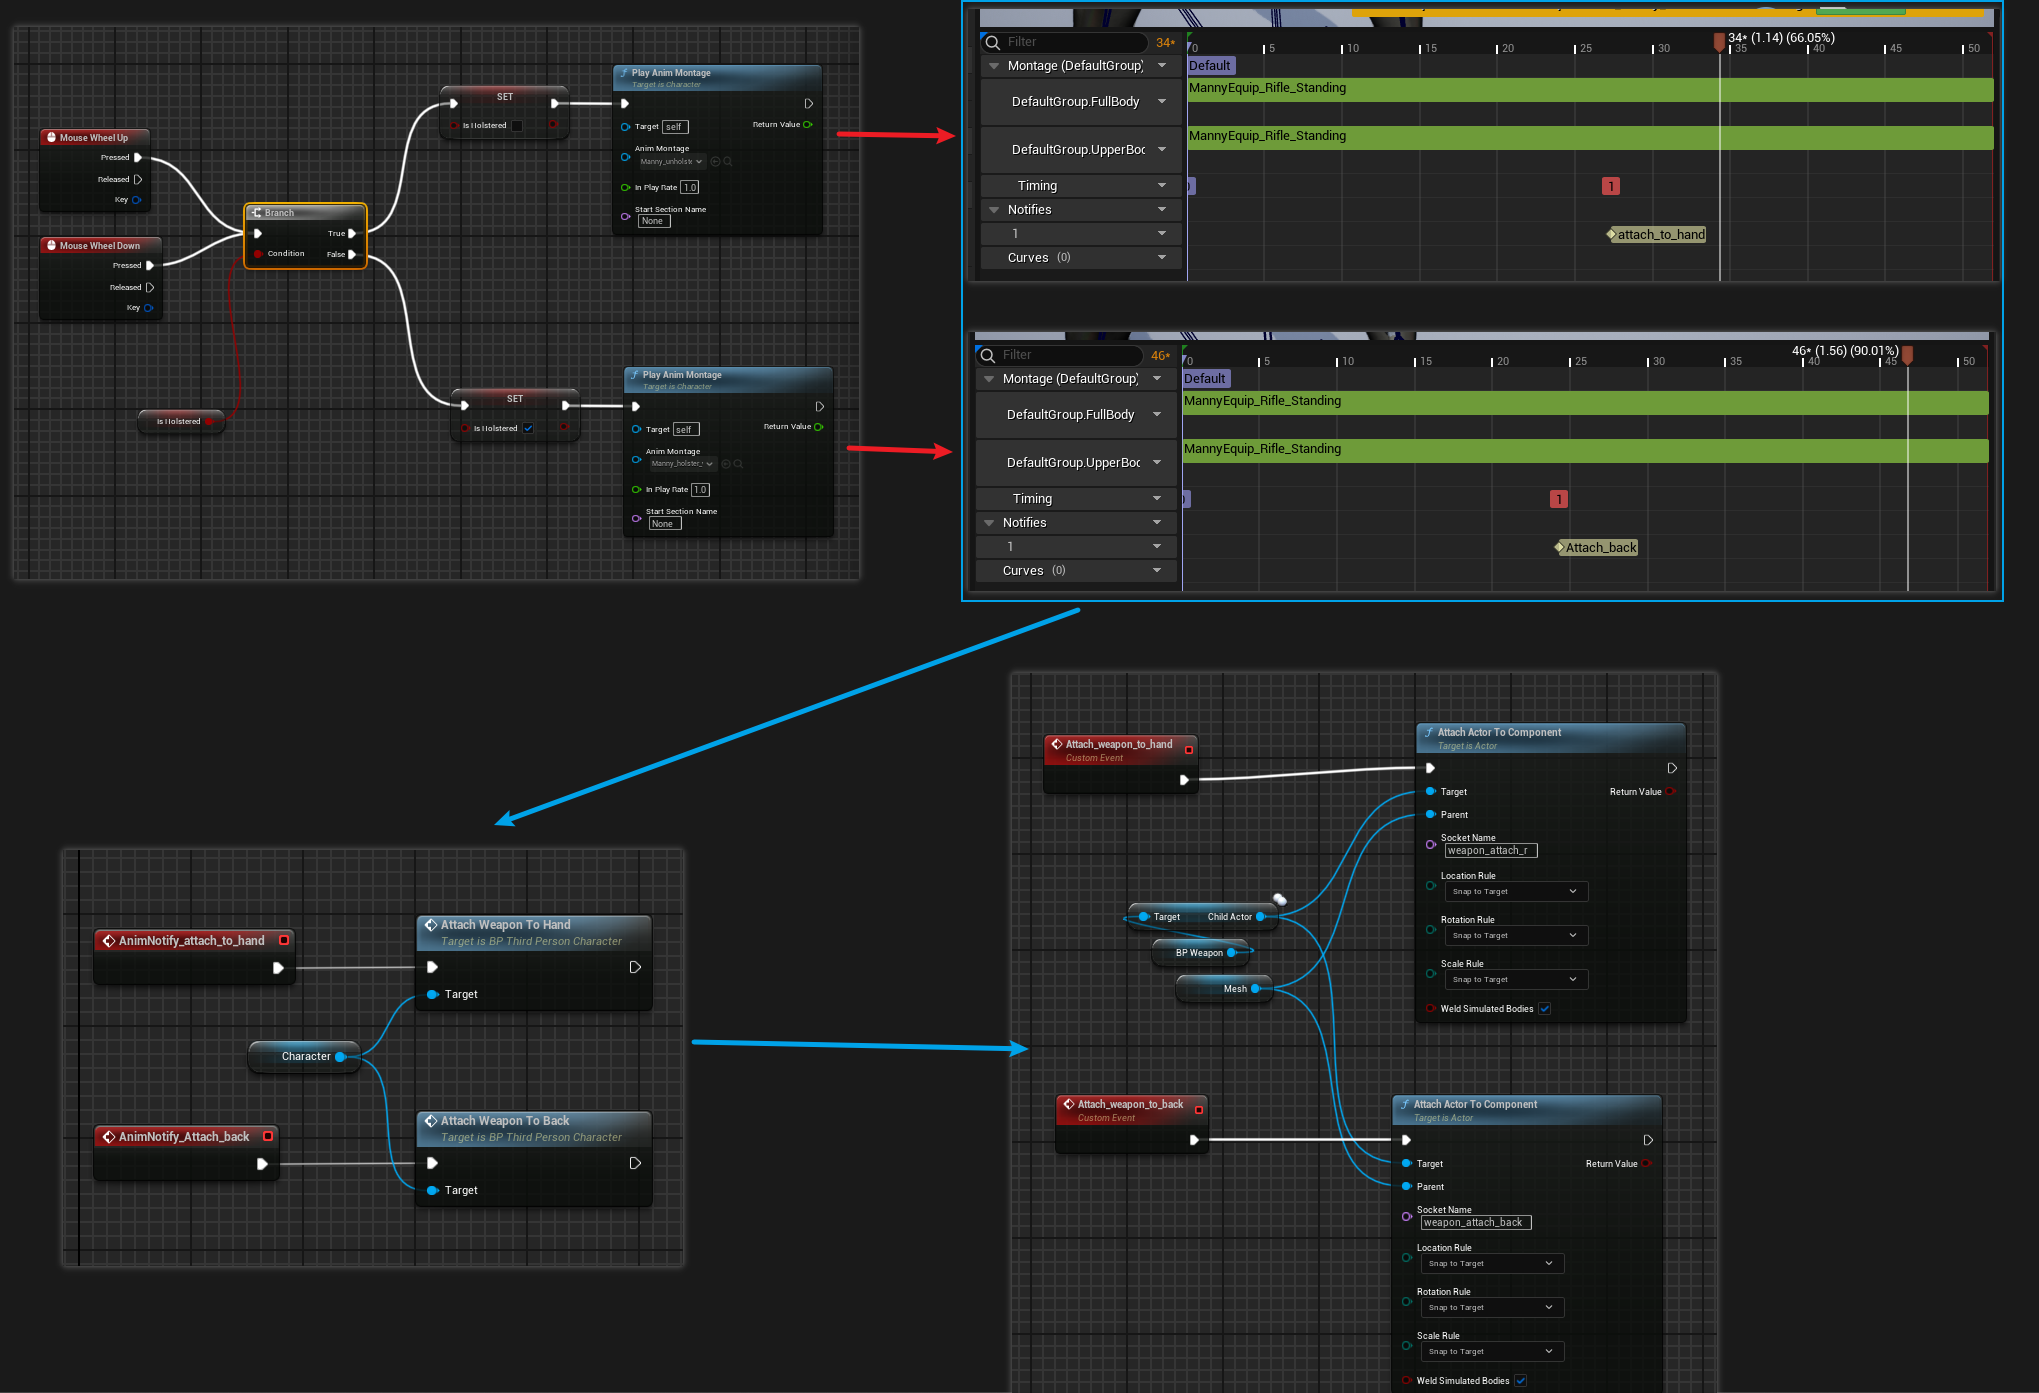 Mouse Wheel Up
Pressed
Released
Key
Mouse Wheel Down
Pressed
Released
Key
Branch
True
Condition
False
Is Holstered
SET
Is Holstered
Play Anim Montage
Target is Character
Target self
Return Value
Anim Montage
Manny_unholste
In Play Rate 1.0
Start Section Name
None
SET
Is Holstered
Play Anim Montage
Target is Character
Target self
Return Value
Anim Montage
Manny_holster_
In Play Rate 1.0
Start Section Name
None
Filter 34*
0 5 10 15 20 25 30 35 40 45 50
34* (1.14) (66.05%)
Montage (DefaultGroup)
Default
DefaultGroup.FullBody
MannyEquip_Rifle_Standing
DefaultGroup.UpperBoc
MannyEquip_Rifle_Standing
Timing
1
Notifies
1
attach_to_hand
Curves (0)
Filter 46*
0 5 10 15 20 25 30 35 40 45 50
46* (1.56) (90.01%)
Montage (DefaultGroup)
Default
DefaultGroup.FullBody
MannyEquip_Rifle_Standing
DefaultGroup.UpperBoc
MannyEquip_Rifle_Standing
Timing
1
Notifies
1
Attach_back
Curves (0)
AnimNotify_attach_to_hand
Attach Weapon To Hand
Target is BP Third Person Character
Target
Character
AnimNotify_Attach_back
Attach Weapon To Back
Target is BP Third Person Character
Target
Attach_weapon_to_hand
Custom Event
Attach Actor To Component
Target is Actor
Target
Return Value
Parent
Socket Name
weapon_attach_r
Location Rule
Snap to Target
Rotation Rule
Snap to Target
Scale Rule
Snap to Target
Weld Simulated Bodies
Target Child Actor
BP Weapon
Mesh
Attach_weapon_to_back
Custom Event
Attach Actor To Component
Target is Actor
Target
Return Value
Parent
Socket Name
weapon_attach_back
Location Rule
Snap to Target
Rotation Rule
Snap to Target
Scale Rule
Snap to Target
Weld Simulated Bodies